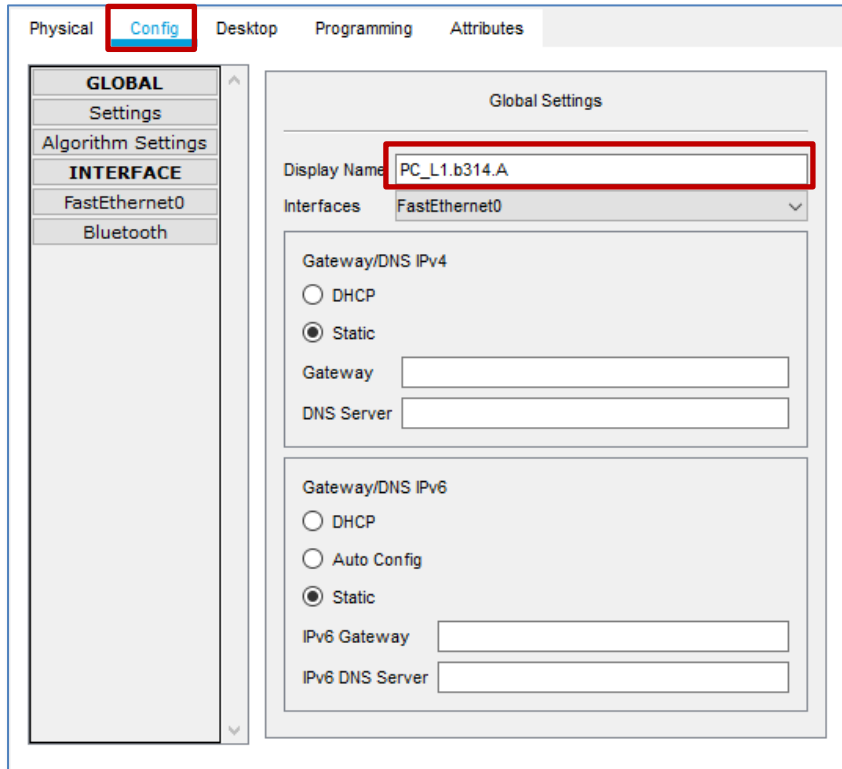 Physical Config Desktop Programming Attributes
GLOBAL
Settings
Algorithm Settings
INTERFACE
FastEthernet0
Bluetooth
Global Settings
Display Name PC_L1.b314.A
Interfaces FastEthernet0
Gateway/DNS IPv4
DHCP
Static
Gateway
DNS Server
Gateway/DNS IPv6
DHCP
Auto Config
Static
IPv6 Gateway
IPv6 DNS Server